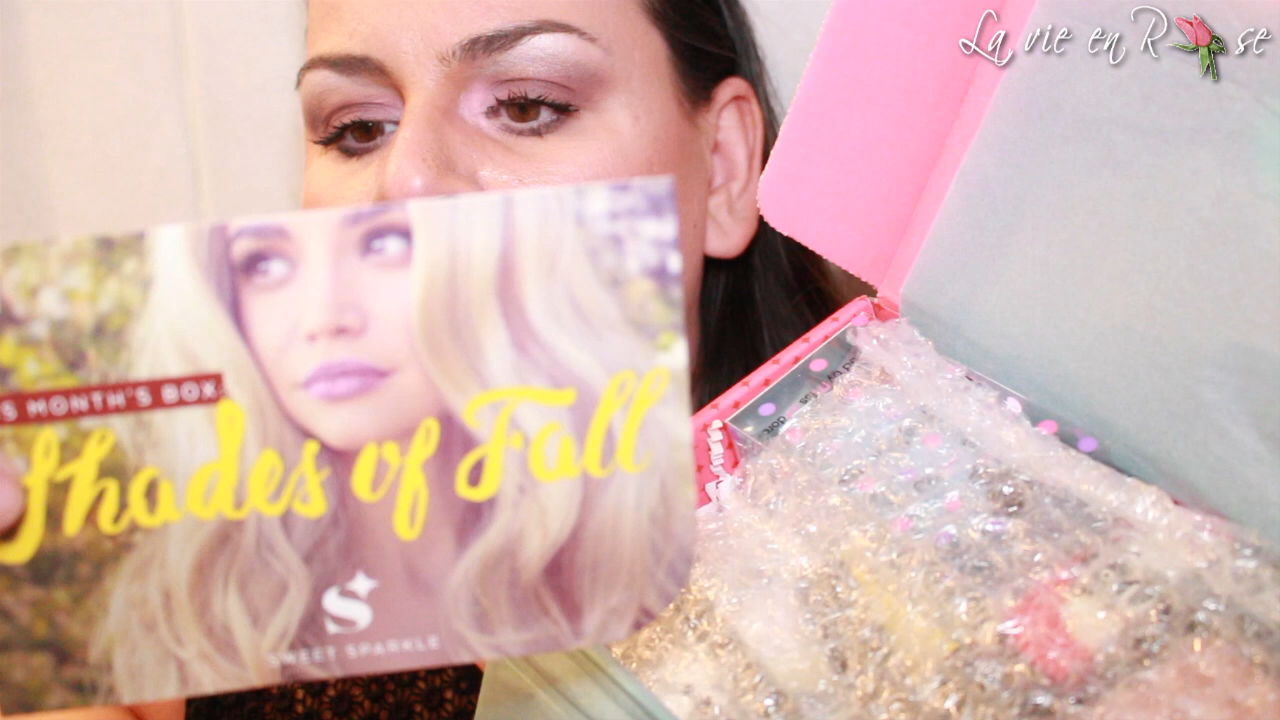 La vie en R se
S MONTH'S BOX
Shades of Fall
S
SWEET SPARKLE